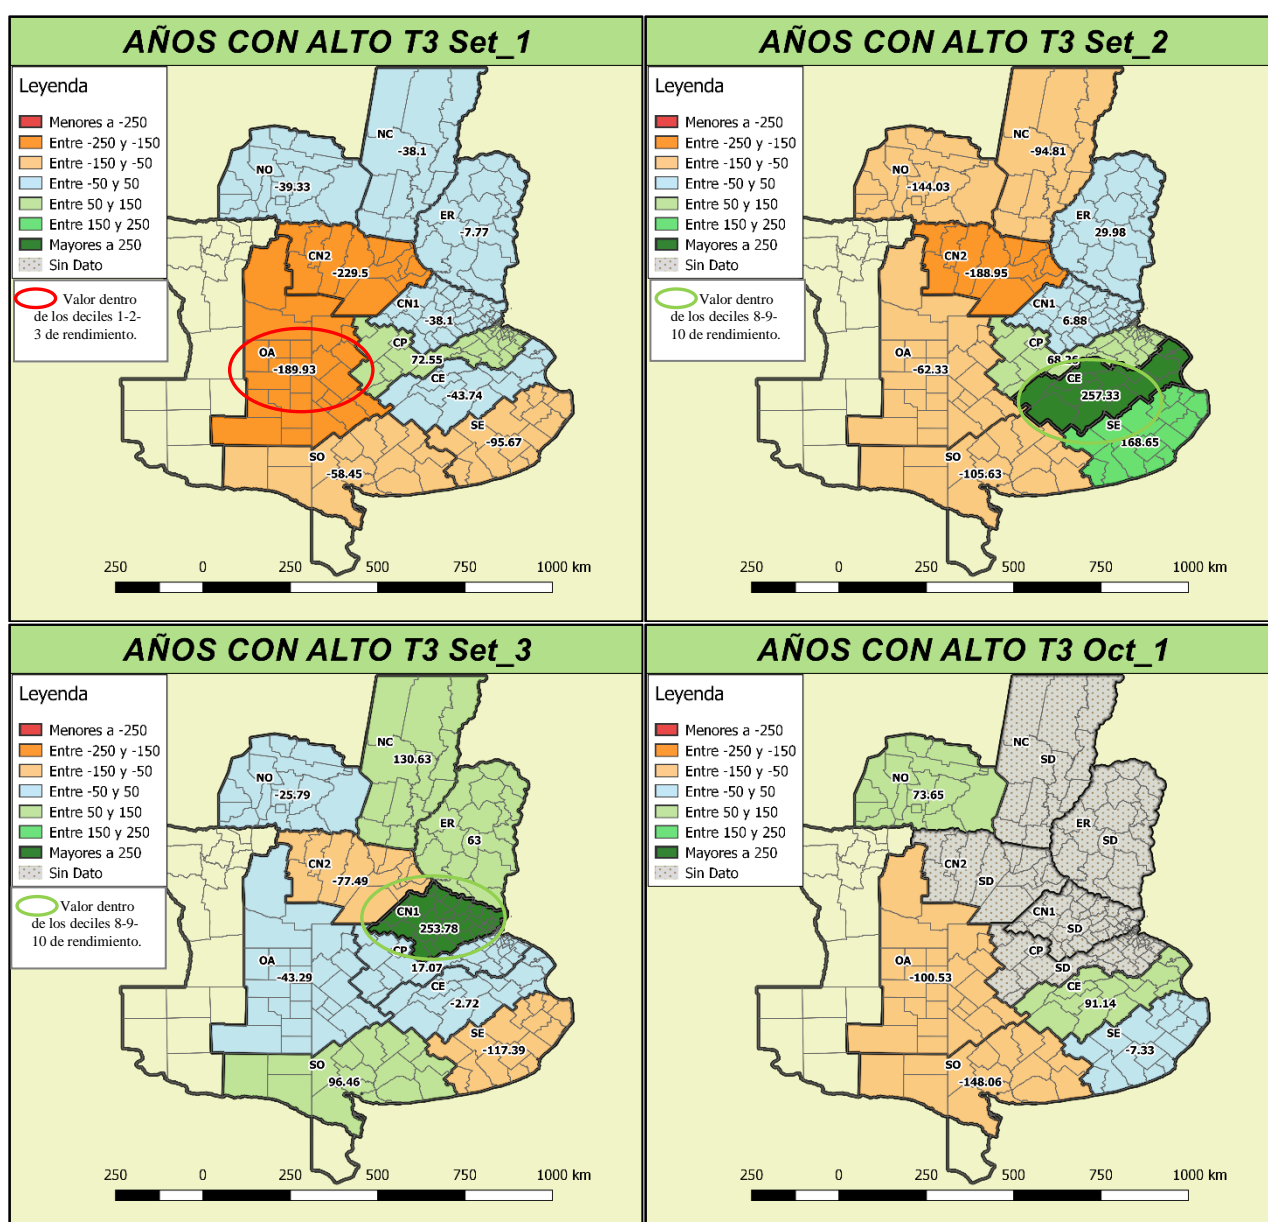 AÑOS CON ALTO T3 Set_1
Leyenda
Menores a -250
Entre -250 y -150
Entre -150 y -50
Entre -50 y 50
Entre 50 y 150
Entre 150 y 250
Mayores a 250
Sin Dato
Valor dentro
de los deciles 1-2-
3 de rendimiento.
NC
-38.1
NO
-39.33
ER
-7.77
CN2
-229.5
CN1
-38.1
CP
72.55
OA
-189.93
CE
-43.74
SE
-95.67
SO
-58.45
250 0 250 500 750 1000 km
AÑOS CON ALTO T3 Set_2
Leyenda
Menores a -250
Entre -250 y -150
Entre -150 y -50
Entre -50 y 50
Entre 50 y 150
Entre 150 y 250
Mayores a 250
Sin Dato
Valor dentro
de los deciles 8-9-
10 de rendimiento.
NC
-94.81
NO
-144.03
ER
29.98
CN2
-188.95
CN1
6.88
CP
68.26
OA
-62.33
CE
257.33
SE
168.65
SO
-105.63
250 0 250 500 750 1000 km
AÑOS CON ALTO T3 Set_3
Leyenda
Menores a -250
Entre -250 y -150
Entre -150 y -50
Entre -50 y 50
Entre 50 y 150
Entre 150 y 250
Mayores a 250
Sin Dato
Valor dentro
de los deciles 8-9-
10 de rendimiento.
NC
130.63
NO
-25.79
ER
63
CN2
-77.49
CN1
253.78
CP
17.07
OA
-43.29
CE
-2.72
SE
-117.39
SO
96.46
250 0 250 500 750 1000 km
AÑOS CON ALTO T3 Oct_1
Leyenda
Menores a -250
Entre -250 y -150
Entre -150 y -50
Entre -50 y 50
Entre 50 y 150
Entre 150 y 250
Mayores a 250
Sin Dato
NC
SD
NO
73.65
ER
SD
CN2
SD
CN1
SD
CP
SD
OA
-100.53
CE
91.14
SE
-7.33
SO
-148.06
250 0 250 500 750 1000 km